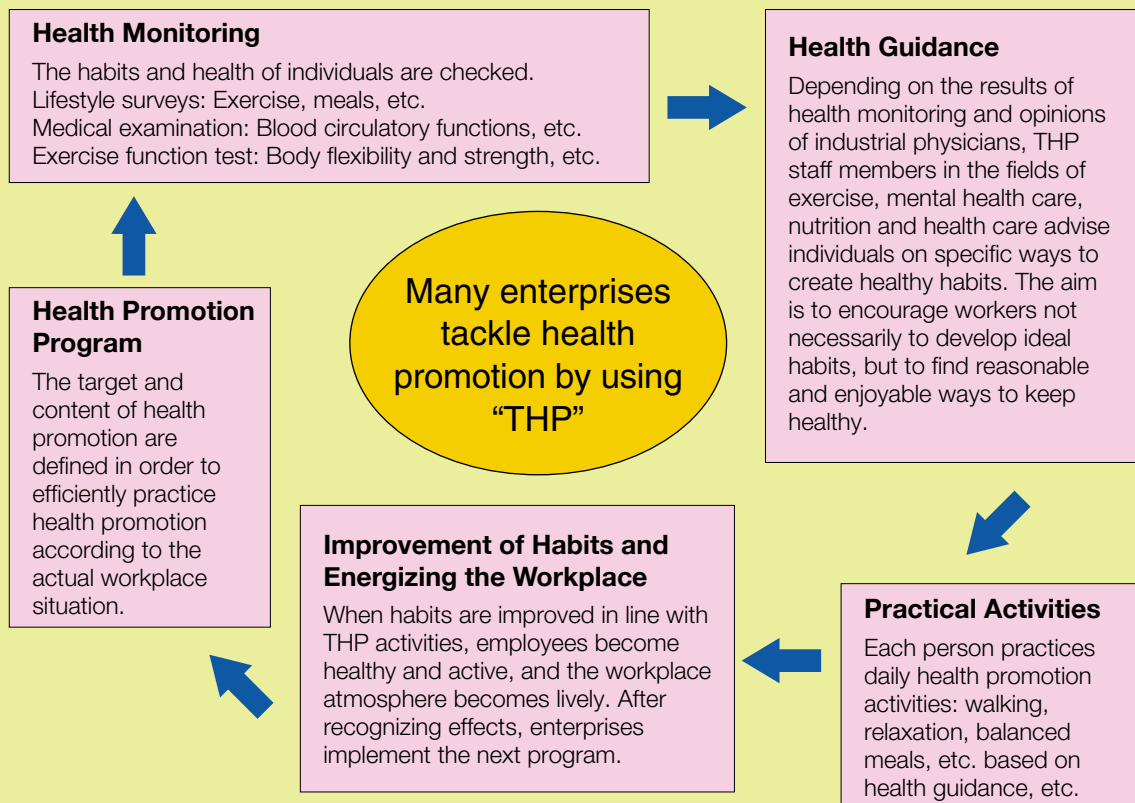 Health Monitoring
The habits and health of individuals are checked.
Lifestyle surveys: Exercise, meals, etc.
Medical examination: Blood circulatory functions, etc.
Exercise function test: Body flexibility and strength, etc.
Health Guidance
Depending on the results of
health monitoring and opinions
of industrial physicians, THP
staff members in the fields of
exercise, mental health care,
nutrition and health care advise
individuals on specific ways to
create healthy habits. The aim
is to encourage workers not
necessarily to develop ideal
habits, but to find reasonable
and enjoyable ways to keep
healthy.
Many enterprises
tackle health
promotion by using
“THP”
Health Promotion
Program
The target and
content of health
promotion are
defined in order to
efficiently practice
health promotion
according to the
actual workplace
situation.
Improvement of Habits and
Energizing the Workplace
When habits are improved in line with
THP activities, employees become
healthy and active, and the workplace
atmosphere becomes lively. After
recognizing effects, enterprises
implement the next program.
Practical Activities
Each person practices
daily health promotion
activities: walking,
relaxation, balanced
meals, etc. based on
health guidance, etc.